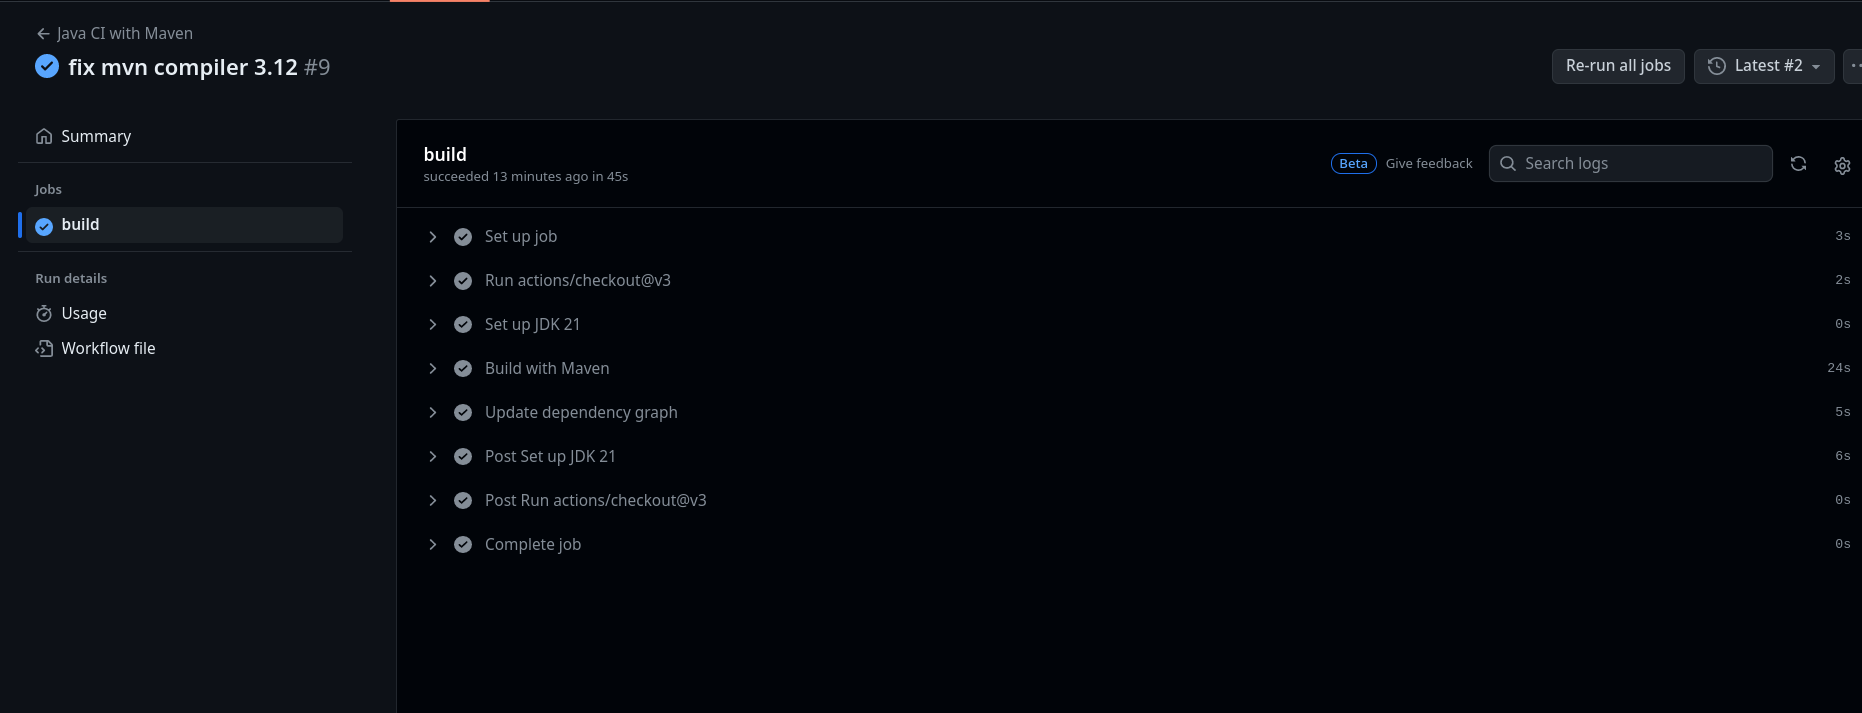 Java CI with Maven
fix mvn compiler 3.12 #9
Re-run all jobs
Latest #2
Summary
Jobs
build
Run details
Usage
Workflow file
build
succeeded 13 minutes ago in 45s
Beta
Give feedback
Search logs
Set up job 3s
Run actions/checkout@v3 2s
Set up JDK 21 0s
Build with Maven 24s
Update dependency graph 5s
Post Set up JDK 21 6s
Post Run actions/checkout@v3 0s
Complete job 0s